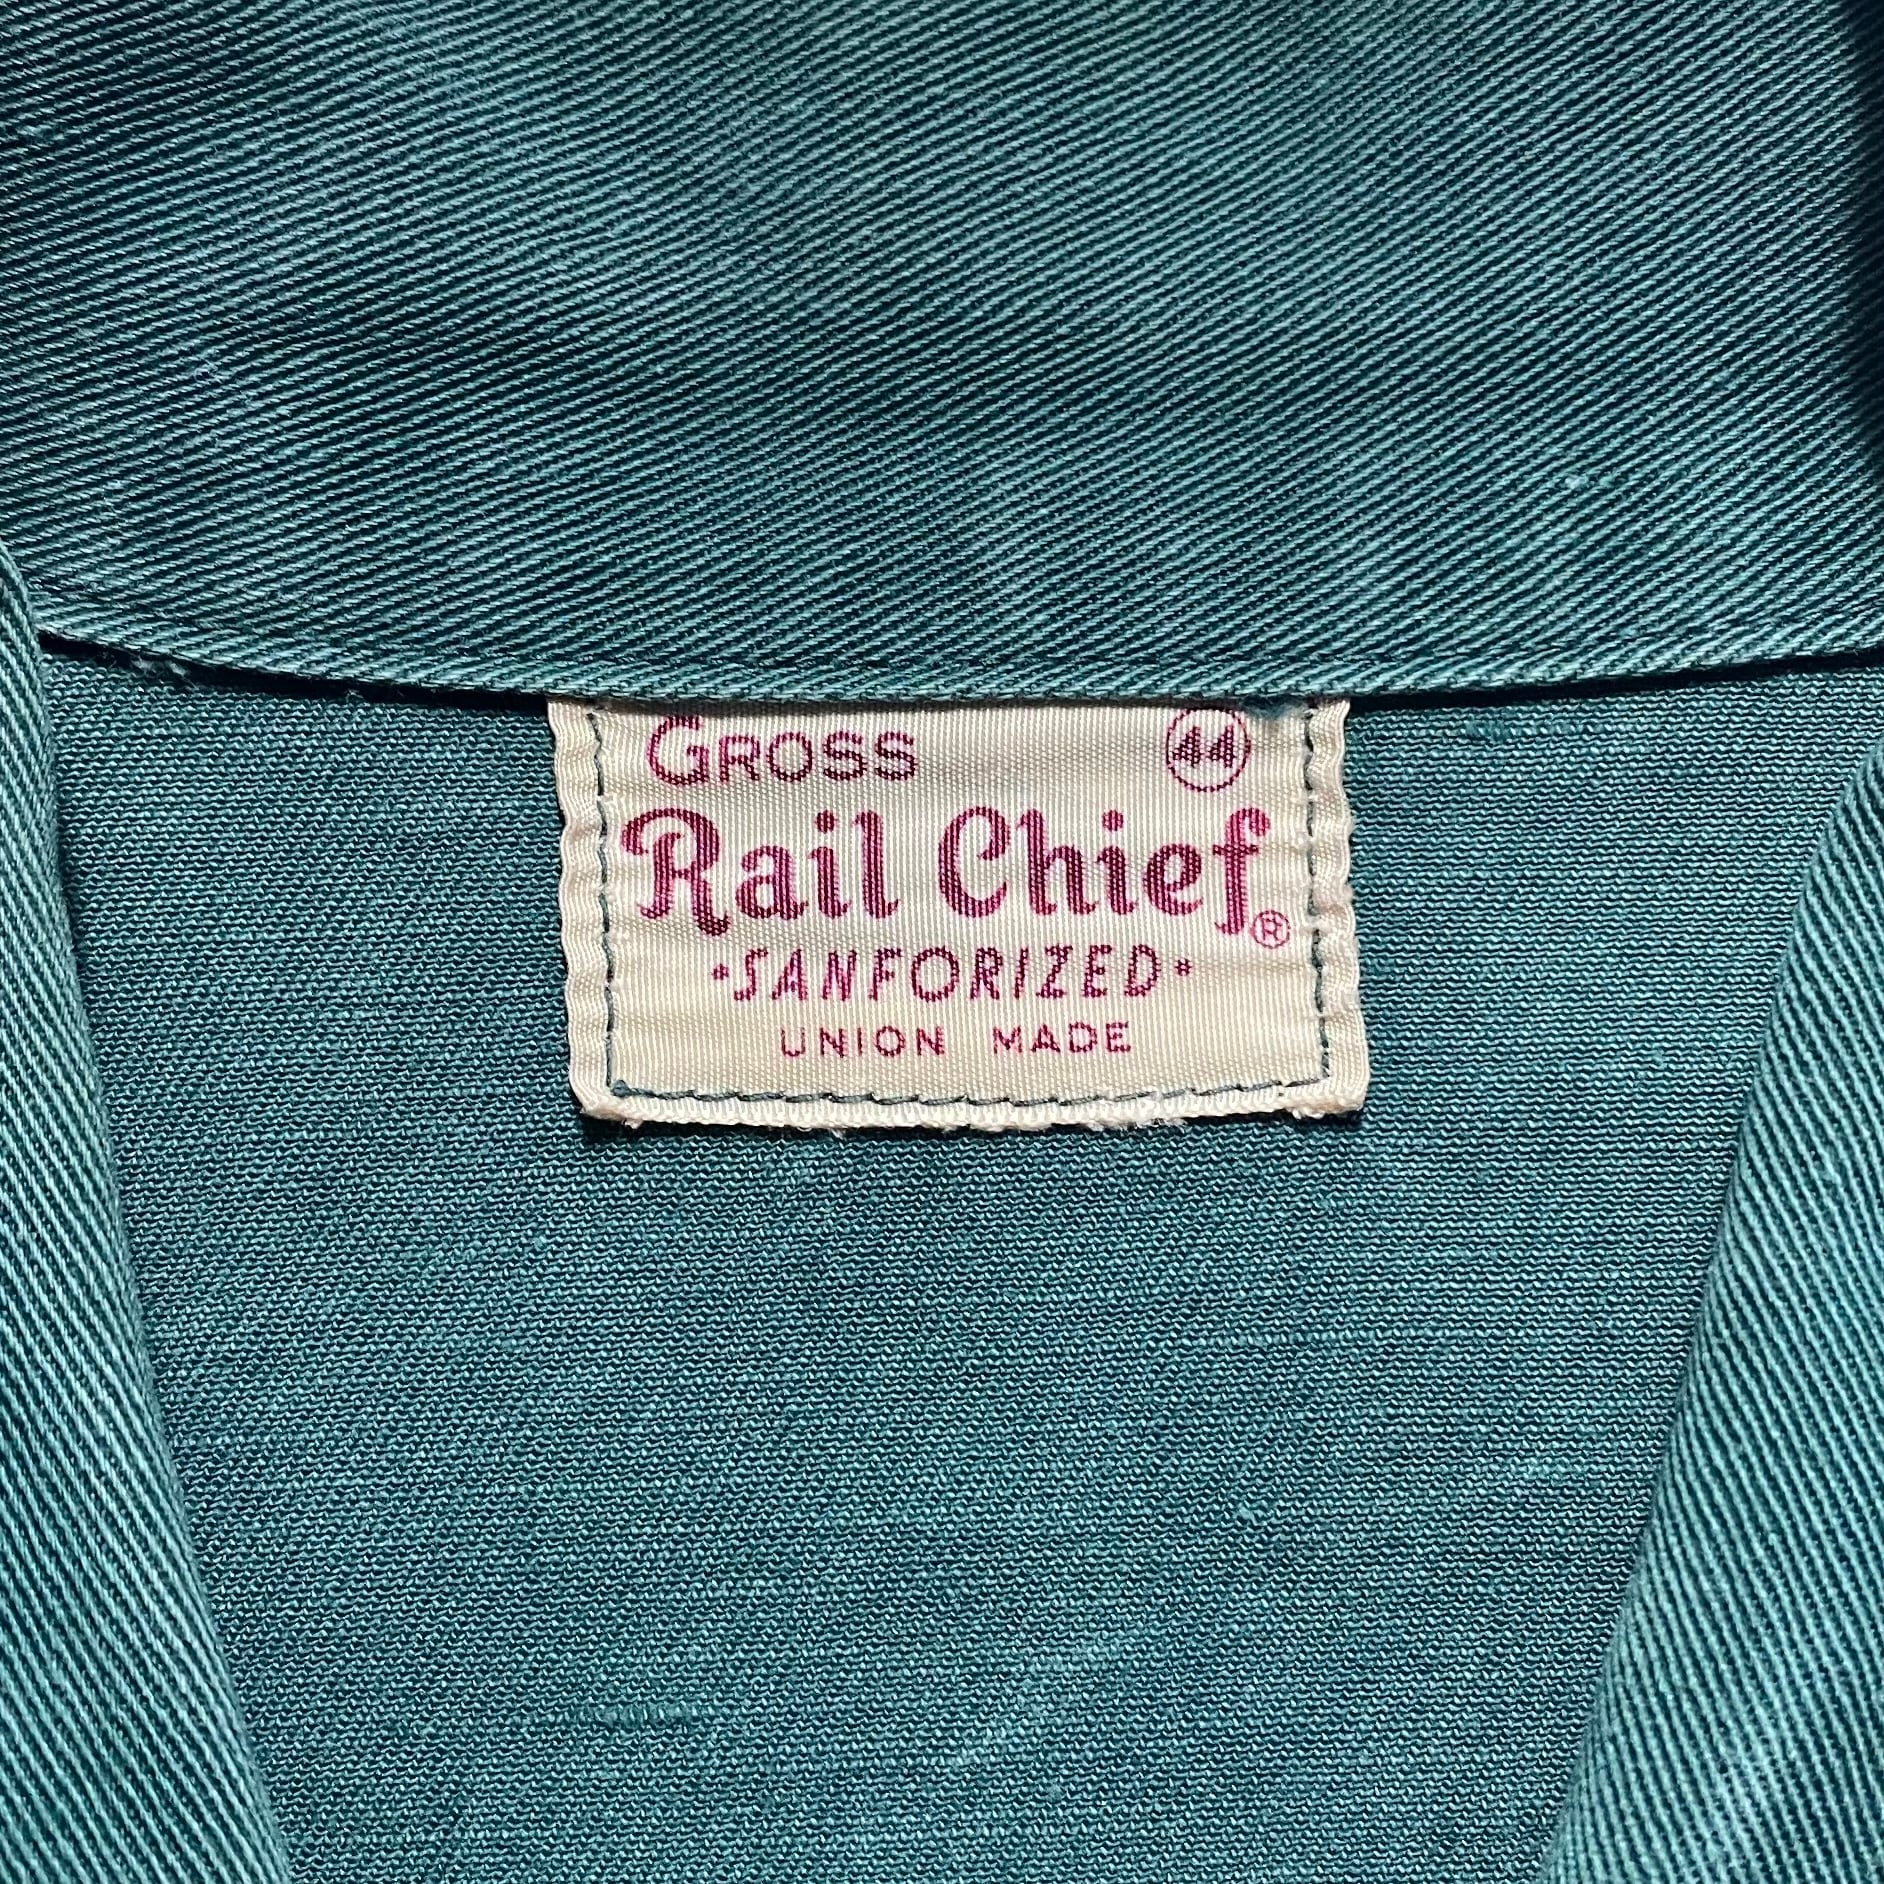 GROSS 44
Rail Chief®
•SANFORIZED•
UNION MADE